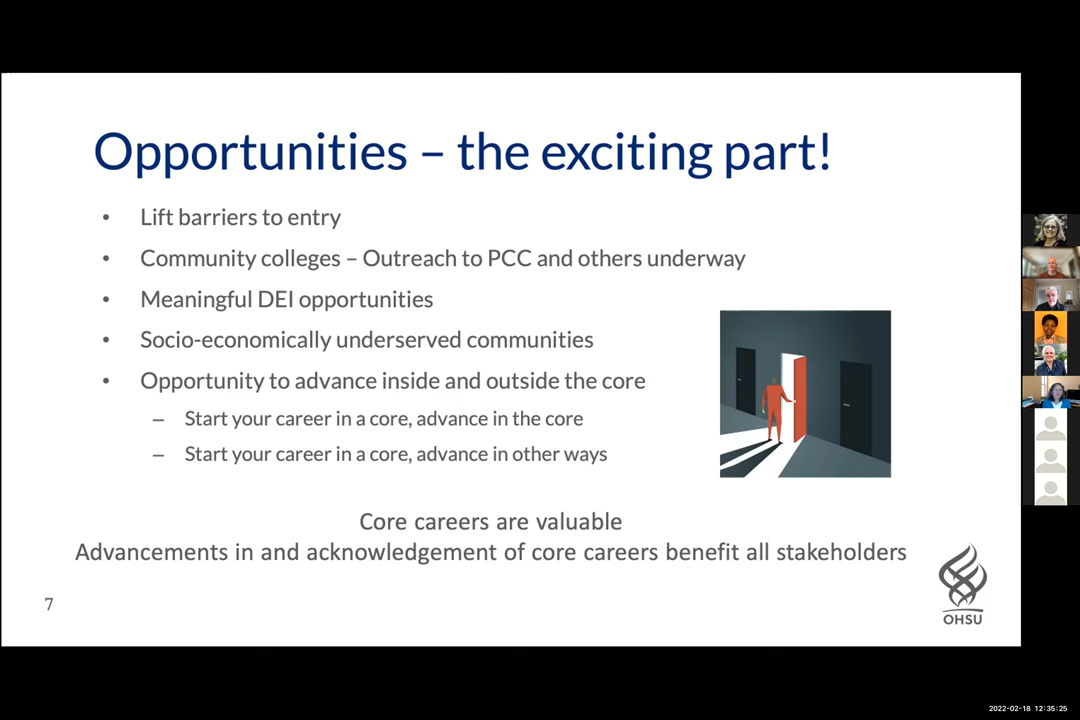 Opportunities – the exciting part!
• Lift barriers to entry
• Community colleges – Outreach to PCC and others underway
• Meaningful DEI opportunities
• Socio-economically underserved communities
• Opportunity to advance inside and outside the core
– Start your career in a core, advance in the core
– Start your career in a core, advance in other ways
Core careers are valuable
Advancements in and acknowledgement of core careers benefit all stakeholders
7
OHSU
2022-02-18 12:35:25